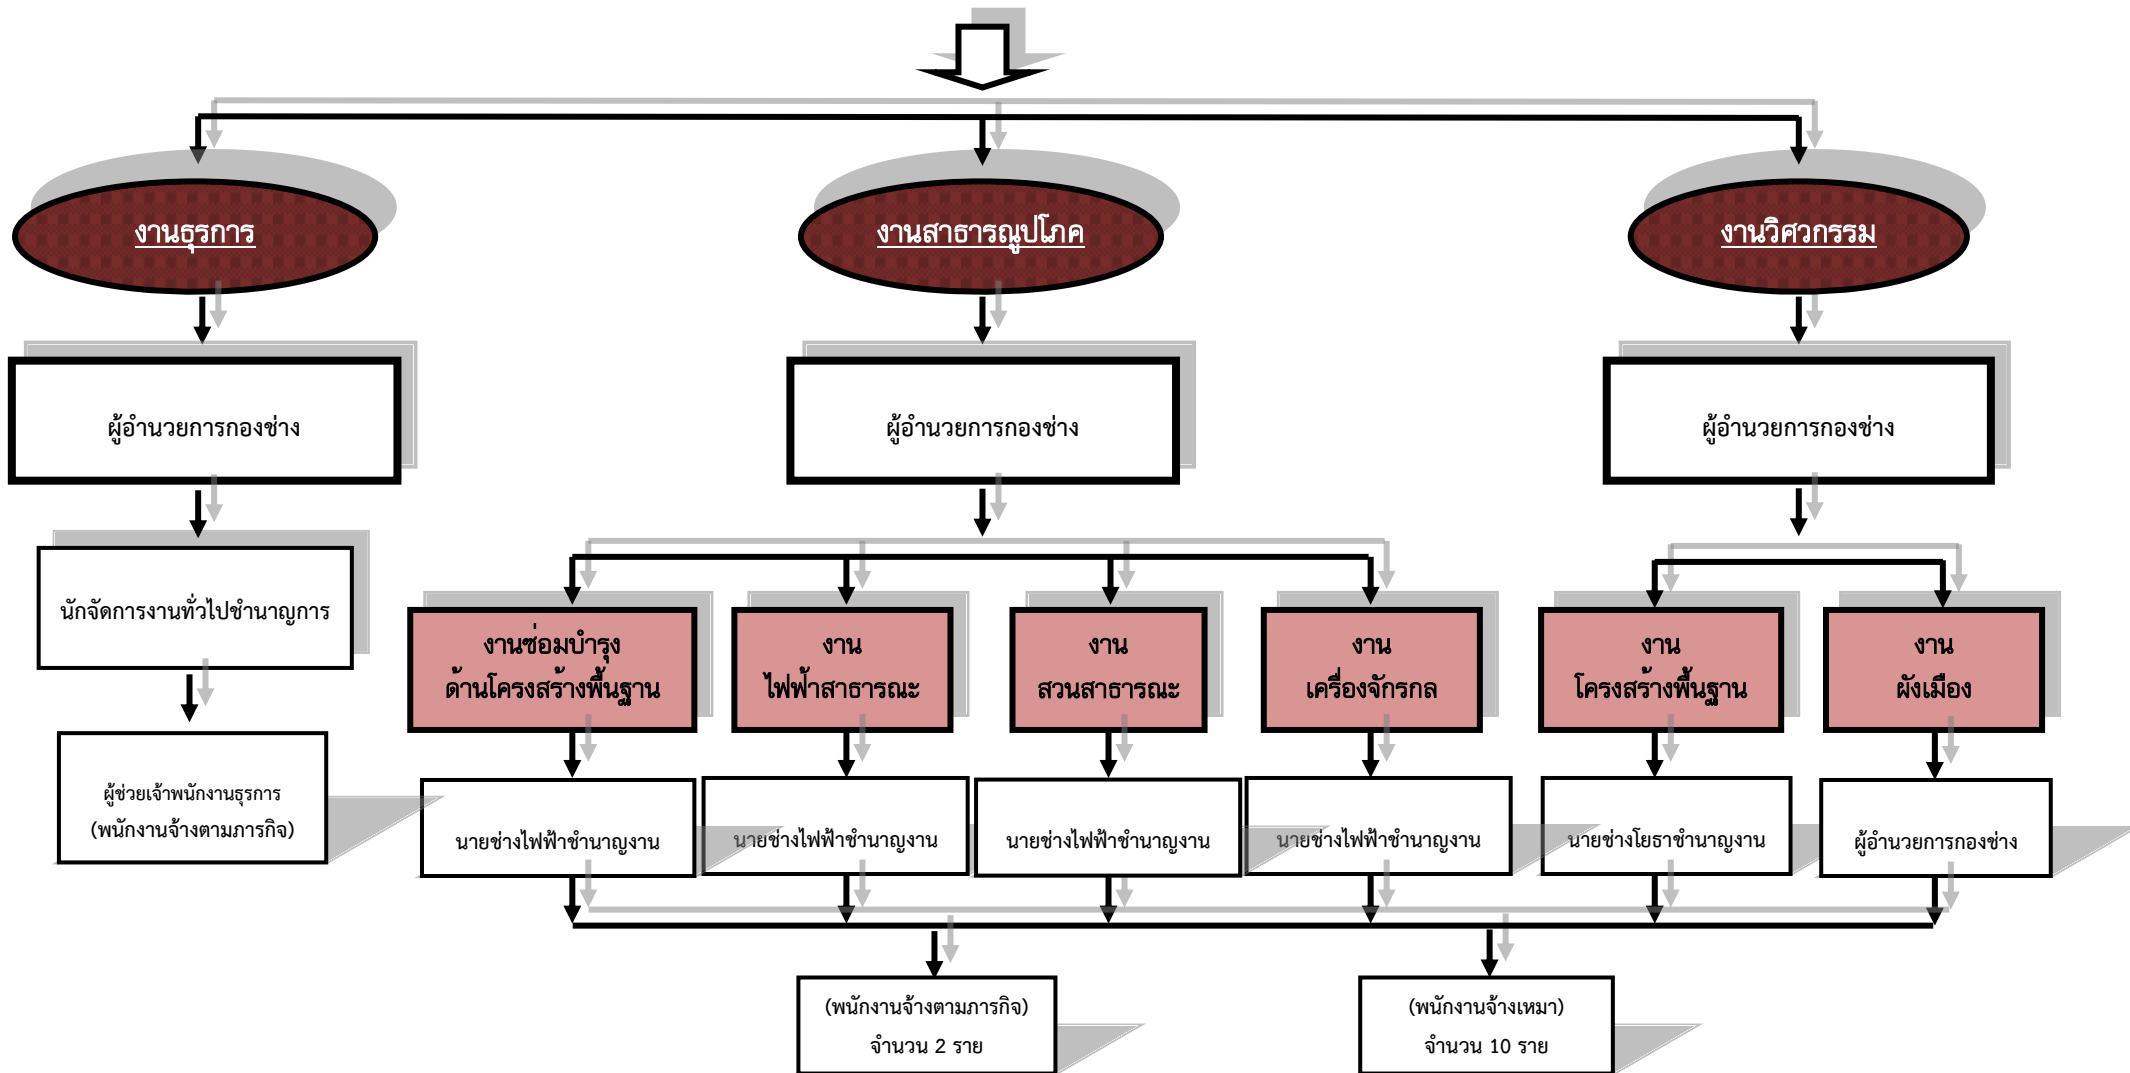 งานธุรการ
งานสาธารณูปโภค
งานวิศวกรรม
ผู้อำนวยการกองช่าง
ผู้อำนวยการกองช่าง
ผู้อำนวยการกองช่าง
นักจัดการงานทั่วไปชำนาญการ
งานซ่อมบำรุง
ด้านโครงสร้างพื้นฐาน
งาน
ไฟฟ้าสาธารณะ
งาน
สวนสาธารณะ
งาน
เครื่องจักรกล
งาน
โครงสร้างพื้นฐาน
งาน
ผังเมือง
ผู้ช่วยเจ้าพนักงานธุรการ
(พนักงานจ้างตามภารกิจ)
นายช่างไฟฟ้าชำนาญงาน
นายช่างไฟฟ้าชำนาญงาน
นายช่างไฟฟ้าชำนาญงาน
นายช่างไฟฟ้าชำนาญงาน
นายช่างโยธาชำนาญงาน
ผู้อำนวยการกองช่าง
(พนักงานจ้างตามภารกิจ)
จำนวน 2 ราย
(พนักงานจ้างเหมา)
จำนวน 10 ราย